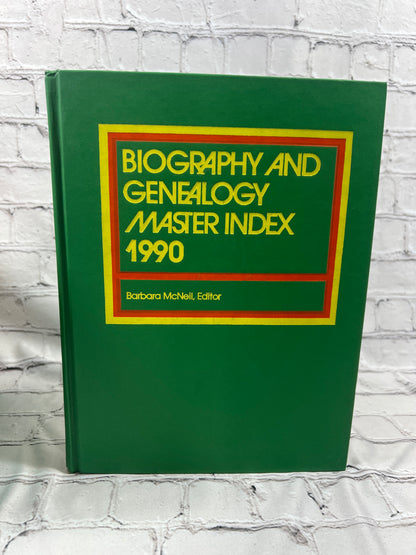 BIOGRAPHY AND
GENEALOGY
MASTER INDEX
1990
Barbara McNeil, Editor